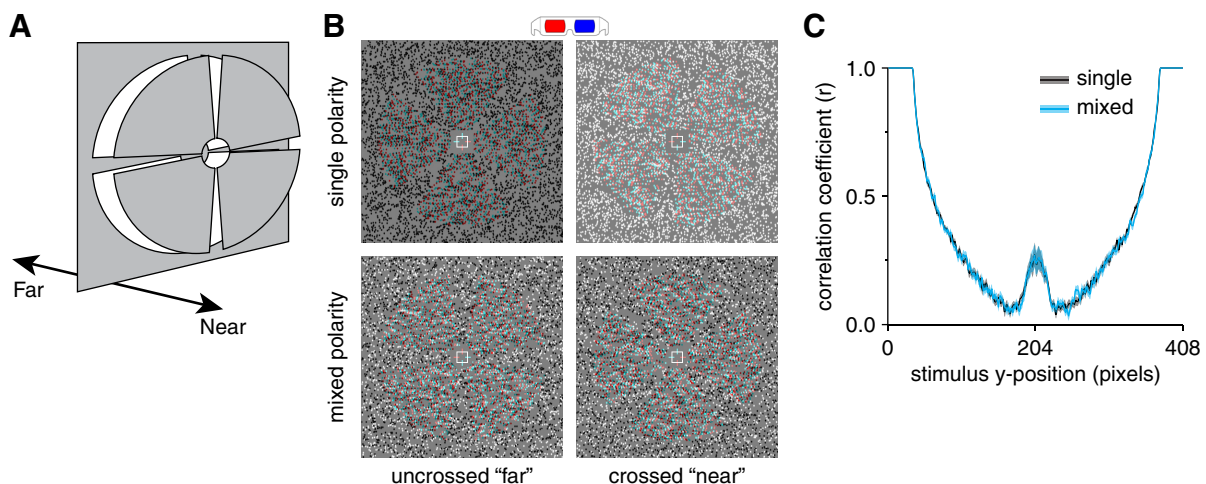 A
Far
Near
B
single polarity
mixed polarity
uncrossed “far”
crossed “near”
C
correlation coefficient (r)
1.0
0.5
0.0
single
mixed
0
204
408
stimulus y-position (pixels)